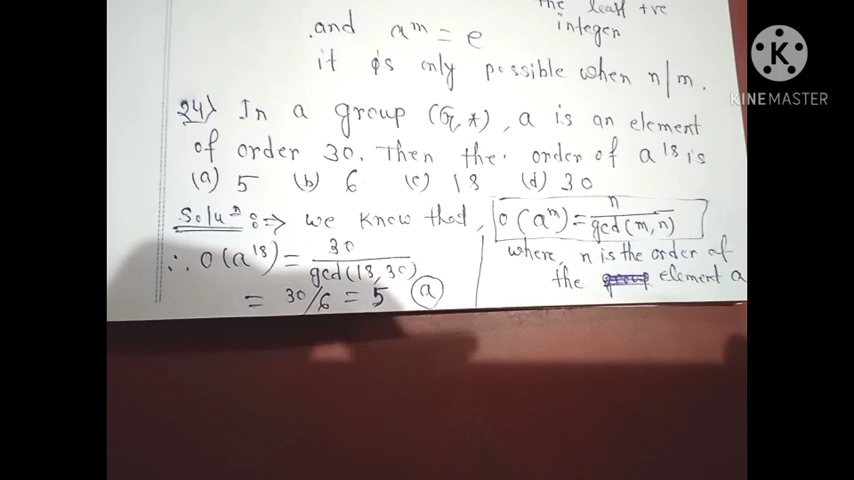 the least +ve
.and a^m = e integer
it is only possible when n/m.
KINEMASTER
24) In a group (G, *), a is an element
of order 30. Then the order of a^18 is
(a) 5 (b) 6 (c) 18 (d) 30
Solu^n :⇒ we know that, o(a^m) = n/gcd(m, n)
∴ o(a^18) = 30/gcd(18, 30)
= 30/6 = 5 (a)
where, n is the order of
the element a